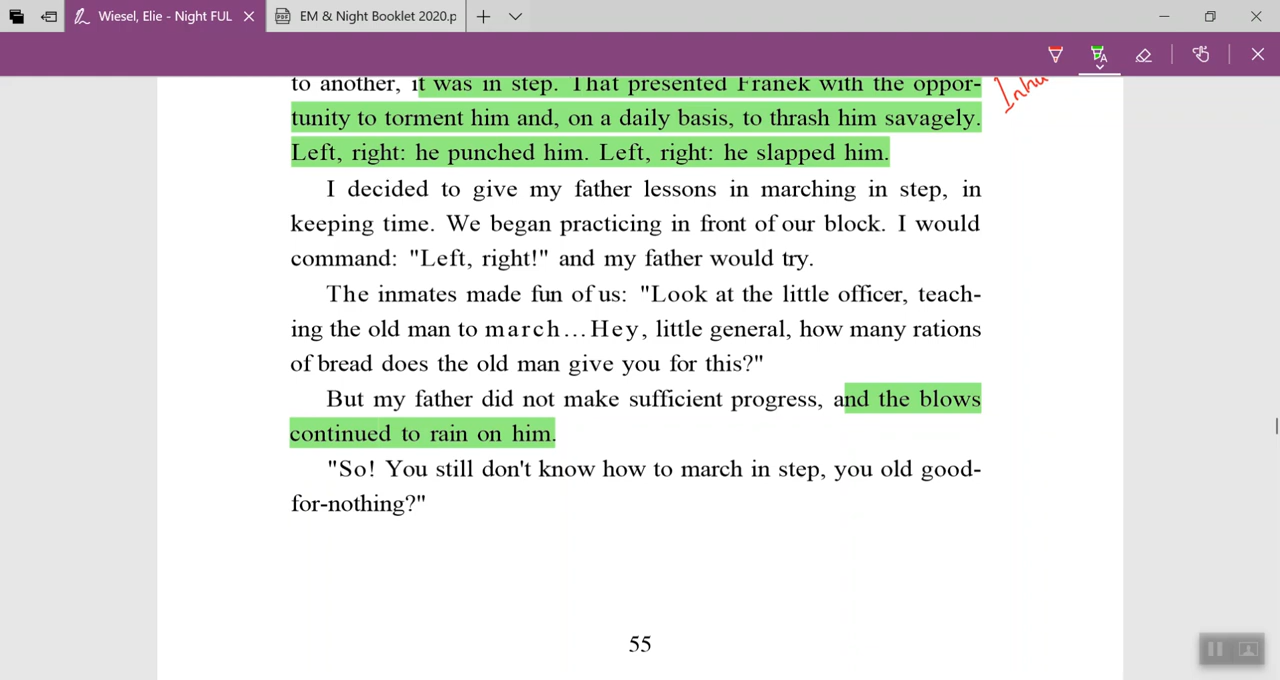 Wiesel, Elie - Night FUL
EM & Night Booklet 2020.p
to another, it was in step. That presented Franek with the oppor-
tunity to torment him and, on a daily basis, to thrash him savagely.
Left, right: he punched him. Left, right: he slapped him.
I decided to give my father lessons in marching in step, in
keeping time. We began practicing in front of our block. I would
command: "Left, right!" and my father would try.
The inmates made fun of us: "Look at the little officer, teach-
ing the old man to march...Hey, little general, how many rations
of bread does the old man give you for this?"
But my father did not make sufficient progress, and the blows
continued to rain on him.
"So! You still don't know how to march in step, you old good-
for-nothing?"
55